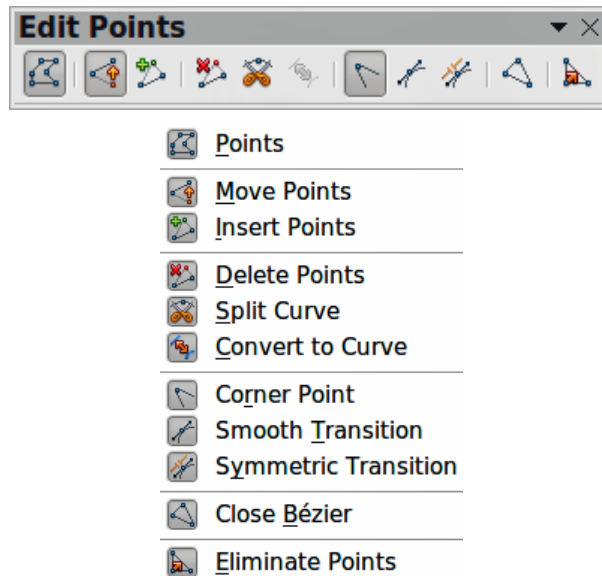 Edit Points
Points
Move Points
Insert Points
Delete Points
Split Curve
Convert to Curve
Corner Point
Smooth Transition
Symmetric Transition
Close Bézier
Eliminate Points